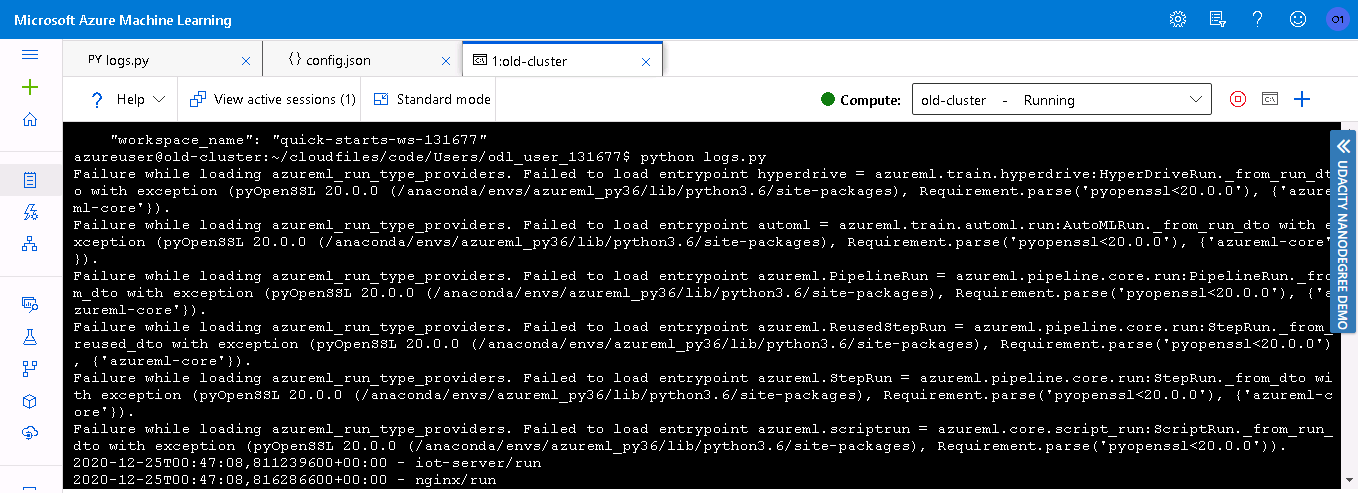 Microsoft Azure Machine Learning
O1
PY logs.py
{} config.json
1:old-cluster
? Help
View active sessions (1)
Standard mode
Compute:
old-cluster - Running
"workspace_name": "quick-starts-ws-131677"
azureuser@old-cluster:~/cloudfiles/code/Users/odl_user_131677$ python logs.py
Failure while loading azureml_run_type_providers. Failed to load entrypoint hyperdrive = azureml.train.hyperdrive:HyperDriveRun._from_run_dt
o with exception (pyOpenSSL 20.0.0 (/anaconda/envs/azureml_py36/lib/python3.6/site-packages), Requirement.parse('pyopenssl<20.0.0'), {'azure
ml-core'}).
Failure while loading azureml_run_type_providers. Failed to load entrypoint automl = azureml.train.automl.run:AutoMLRun._from_run_dto with e
xception (pyOpenSSL 20.0.0 (/anaconda/envs/azureml_py36/lib/python3.6/site-packages), Requirement.parse('pyopenssl<20.0.0'), {'azureml-core'
}).
Failure while loading azureml_run_type_providers. Failed to load entrypoint azureml.PipelineRun = azureml.pipeline.core.run:PipelineRun._fro
m_dto with exception (pyOpenSSL 20.0.0 (/anaconda/envs/azureml_py36/lib/python3.6/site-packages), Requirement.parse('pyopenssl<20.0.0'), {'a
zureml-core'}).
Failure while loading azureml_run_type_providers. Failed to load entrypoint azureml.ReusedStepRun = azureml.pipeline.core.run:StepRun._from_
reused_dto with exception (pyOpenSSL 20.0.0 (/anaconda/envs/azureml_py36/lib/python3.6/site-packages), Requirement.parse('pyopenssl<20.0.0')
, {'azureml-core'}).
Failure while loading azureml_run_type_providers. Failed to load entrypoint azureml.StepRun = azureml.pipeline.core.run:StepRun._from_dto wi
th exception (pyOpenSSL 20.0.0 (/anaconda/envs/azureml_py36/lib/python3.6/site-packages), Requirement.parse('pyopenssl<20.0.0'), {'azureml-c
ore'}).
Failure while loading azureml_run_type_providers. Failed to load entrypoint azureml.scriptrun = azureml.core.script_run:ScriptRun._from_run_
dto with exception (pyOpenSSL 20.0.0 (/anaconda/envs/azureml_py36/lib/python3.6/site-packages), Requirement.parse('pyopenssl<20.0.0')).
2020-12-25T00:47:08,811239600+00:00 - iot-server/run
2020-12-25T00:47:08,816286600+00:00 - nginx/run
UDACITY NANODEGREE DEMO